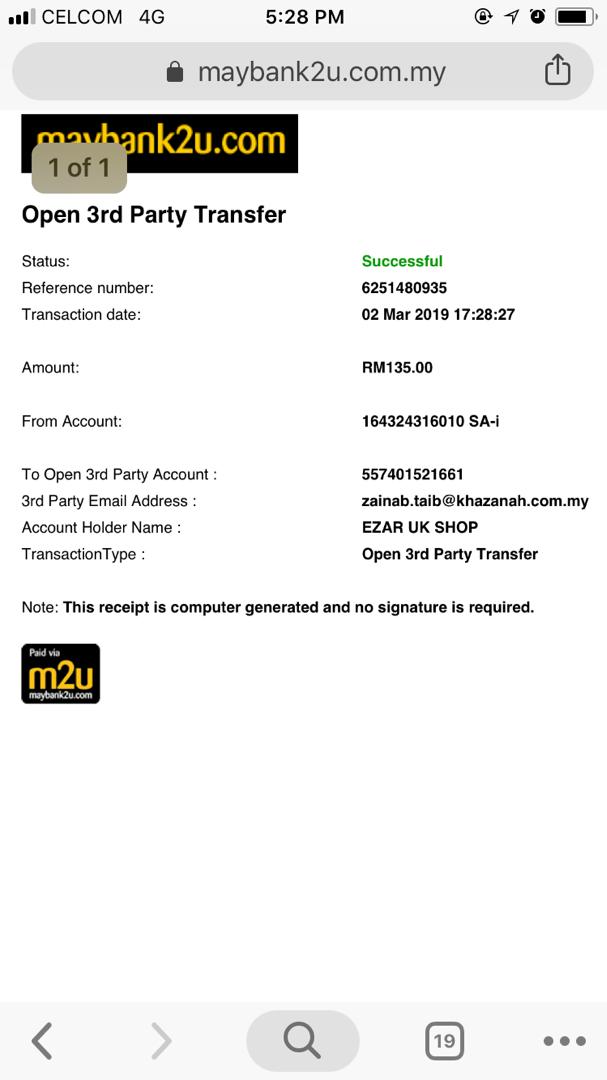 CELCOM 4G 5:28 PM
maybank2u.com.my
maybank2u.com
1 of 1
Open 3rd Party Transfer
Status: Successful
Reference number: 6251480935
Transaction date: 02 Mar 2019 17:28:27
Amount: RM135.00
From Account: 164324316010 SA-i
To Open 3rd Party Account : 557401521661
3rd Party Email Address : zainab.taib@khazanah.com.my
Account Holder Name : EZAR UK SHOP
TransactionType : Open 3rd Party Transfer
Note: This receipt is computer generated and no signature is required.
Paid via
m2u
maybank2u.com
19